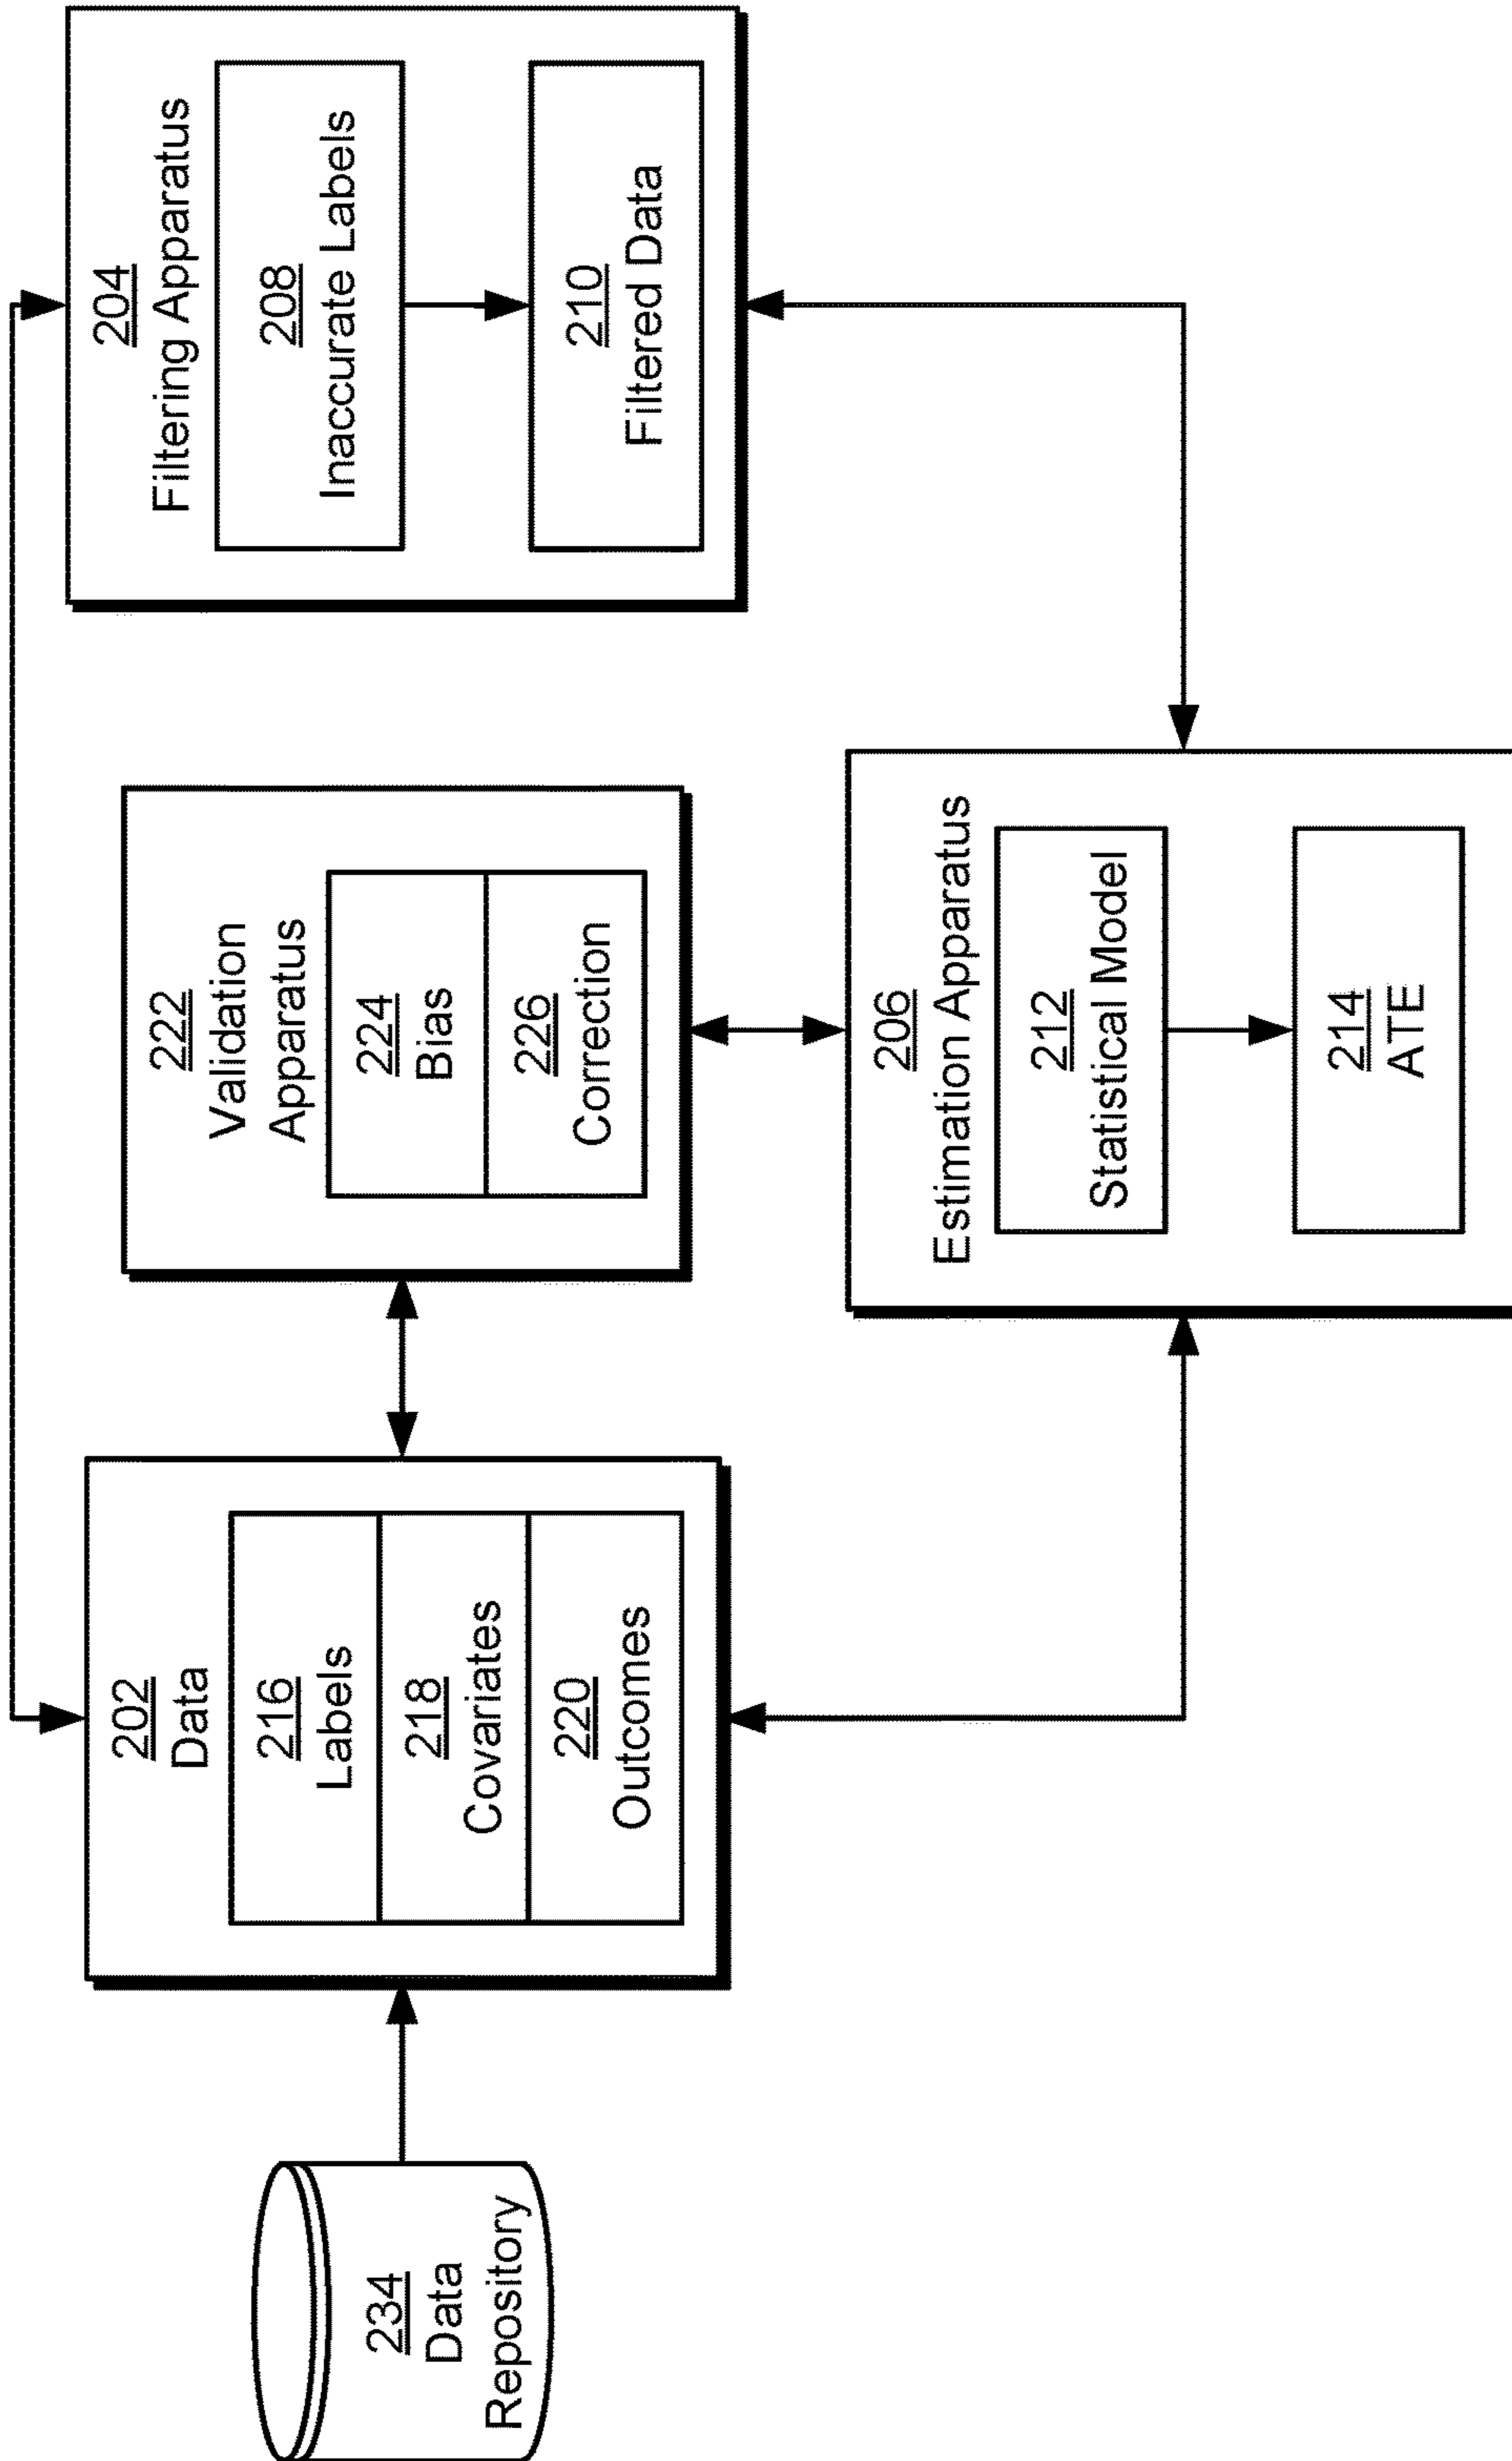 234
Data
Repository
202
Data
216
Labels
218
Covariates
220
Outcomes
222
Validation
Apparatus
224
Bias
226
Correction
204
Filtering Apparatus
208
Inaccurate Labels
210
Filtered Data
206
Estimation Apparatus
212
Statistical Model
214
ATE